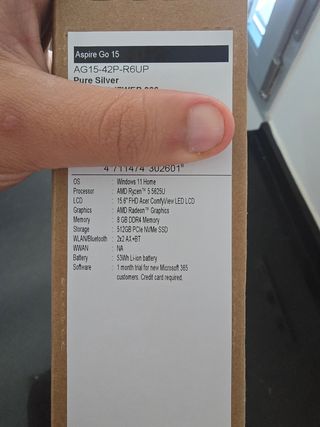 Aspire Go 15
AG15-42P-R6UP
Pure Silver
4 711474 302601
OS : Windows 11 Home
Processor : AMD Ryzen™ 5 5625U
LCD : 15.6" FHD Acer ComfyView LED LCD
Graphics : AMD Radeon™ Graphics
Memory : 8 GB DDR4 Memory
Storage : 512GB PCIe NVMe SSD
WLAN/Bluetooth : 2x2 AX+BT
WWAN : NA
Battery : 53Wh Li-ion battery
Software : 1 month trial for new Microsoft 365
customers. Credit card required.